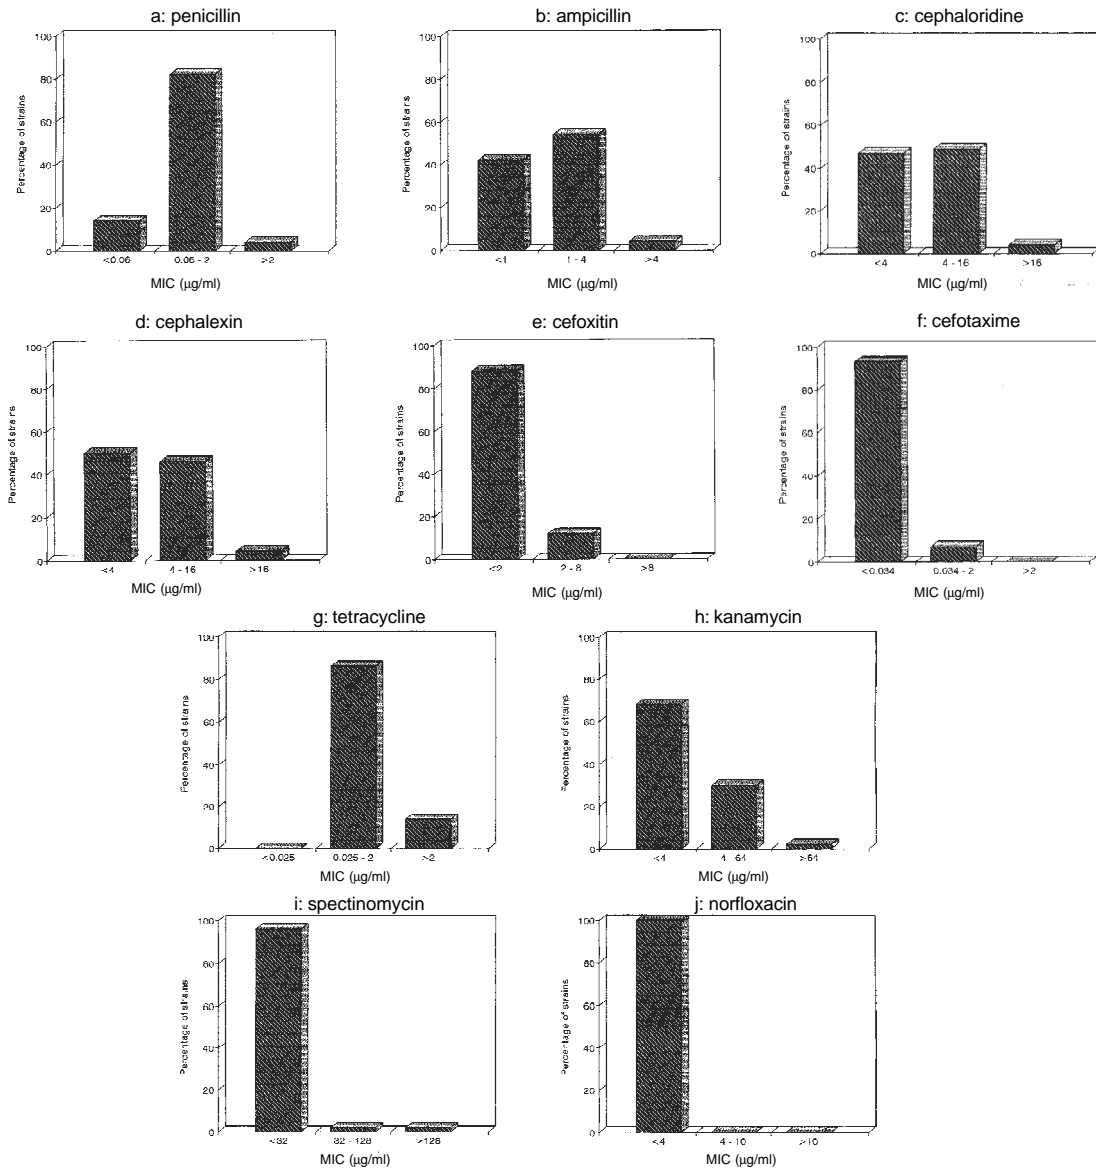 a: penicillin
100
80
60
40
20
0
Percentage of strains
<0.06 0.06 - 2 >2
MIC (µg/ml)
b: ampicillin
100
80
60
40
20
0
Percentage of strains
<1 1 - 4 >4
MIC (µg/ml)
c: cephaloridine
100
80
60
40
20
0
Percentage of strains
<4 4 - 16 >16
MIC (µg/ml)
d: cephalexin
100
80
60
40
20
0
Percentage of strains
<4 4 - 16 >16
MIC (µg/ml)
e: cefoxitin
100
80
60
40
20
0
Percentage of strains
<2 2 - 8 >8
MIC (µg/ml)
f: cefotaxime
100
80
60
40
20
0
Percentage of strains
<0.034 0.034 - 2 >2
MIC (µg/ml)
g: tetracycline
100
80
60
40
20
0
Percentage of strains
<0.025 0.025 - 2 >2
MIC (µg/ml)
h: kanamycin
100
80
60
40
20
0
Percentage of strains
<4 4 - 64 >64
MIC (µg/ml)
i: spectinomycin
100
80
60
40
20
0
Percentage of strains
<32 32 - 128 >128
MIC (µg/ml)
j: norfloxacin
100
80
60
40
20
0
Percentage of strains
<4 4 - 10 >10
MIC (µg/ml)